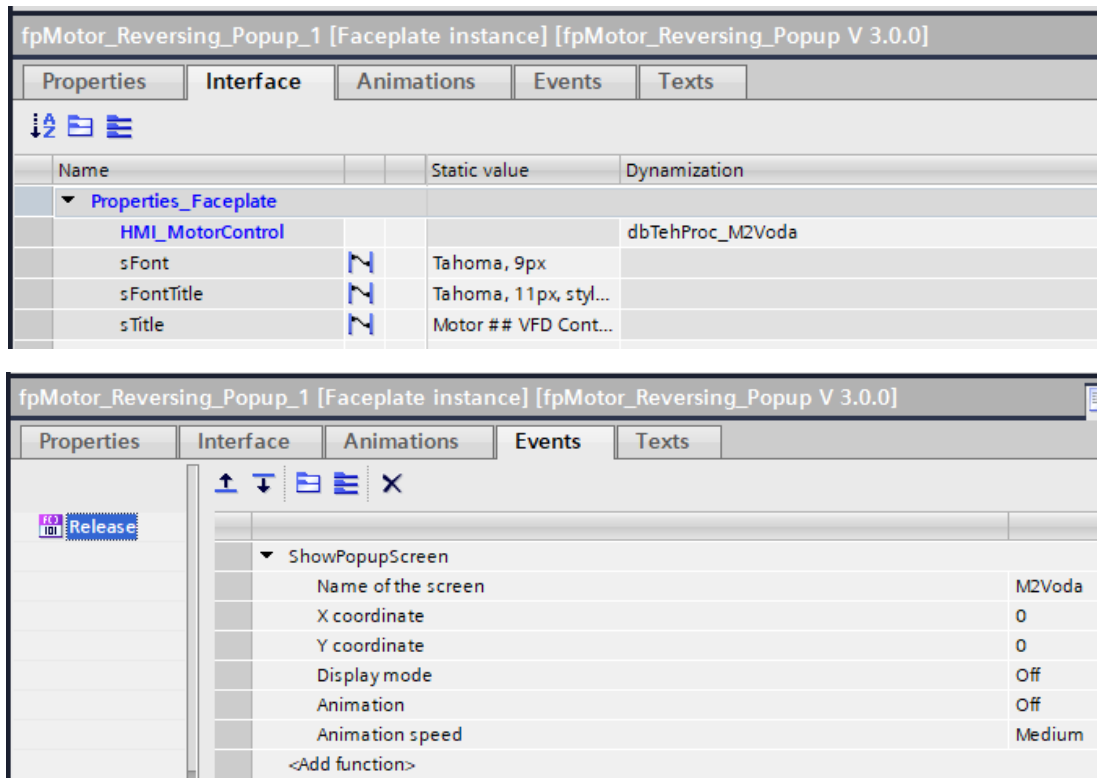 fpMotor_Reversing_Popup_1 [Faceplate instance] [fpMotor_Reversing_Popup V 3.0.0]
Properties Interface Animations Events Texts
Name Static value Dynamization
Properties_Faceplate
HMI_MotorControl dbTehProc_M2Voda
sFont Tahoma, 9px
sFontTitle Tahoma, 11px, styl...
sTitle Motor ## VFD Cont...
fpMotor_Reversing_Popup_1 [Faceplate instance] [fpMotor_Reversing_Popup V 3.0.0]
Properties Interface Animations Events Texts
Release
ShowPopupScreen
Name of the screen M2Voda
X coordinate 0
Y coordinate 0
Display mode Off
Animation Off
Animation speed Medium
<Add function>